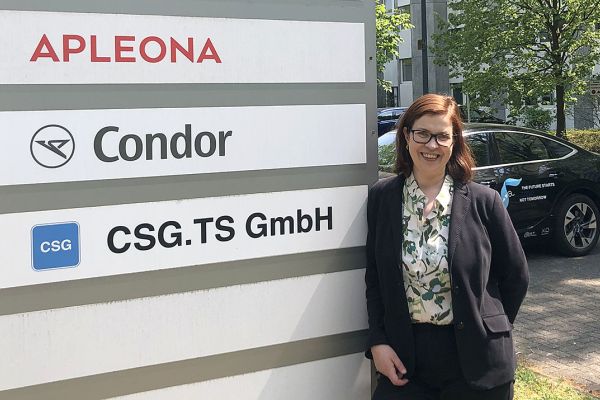 APLEONA
Condor
CSG
CSG.TS GmbH
THE FUTURE STARTS
NOT TOMORROW